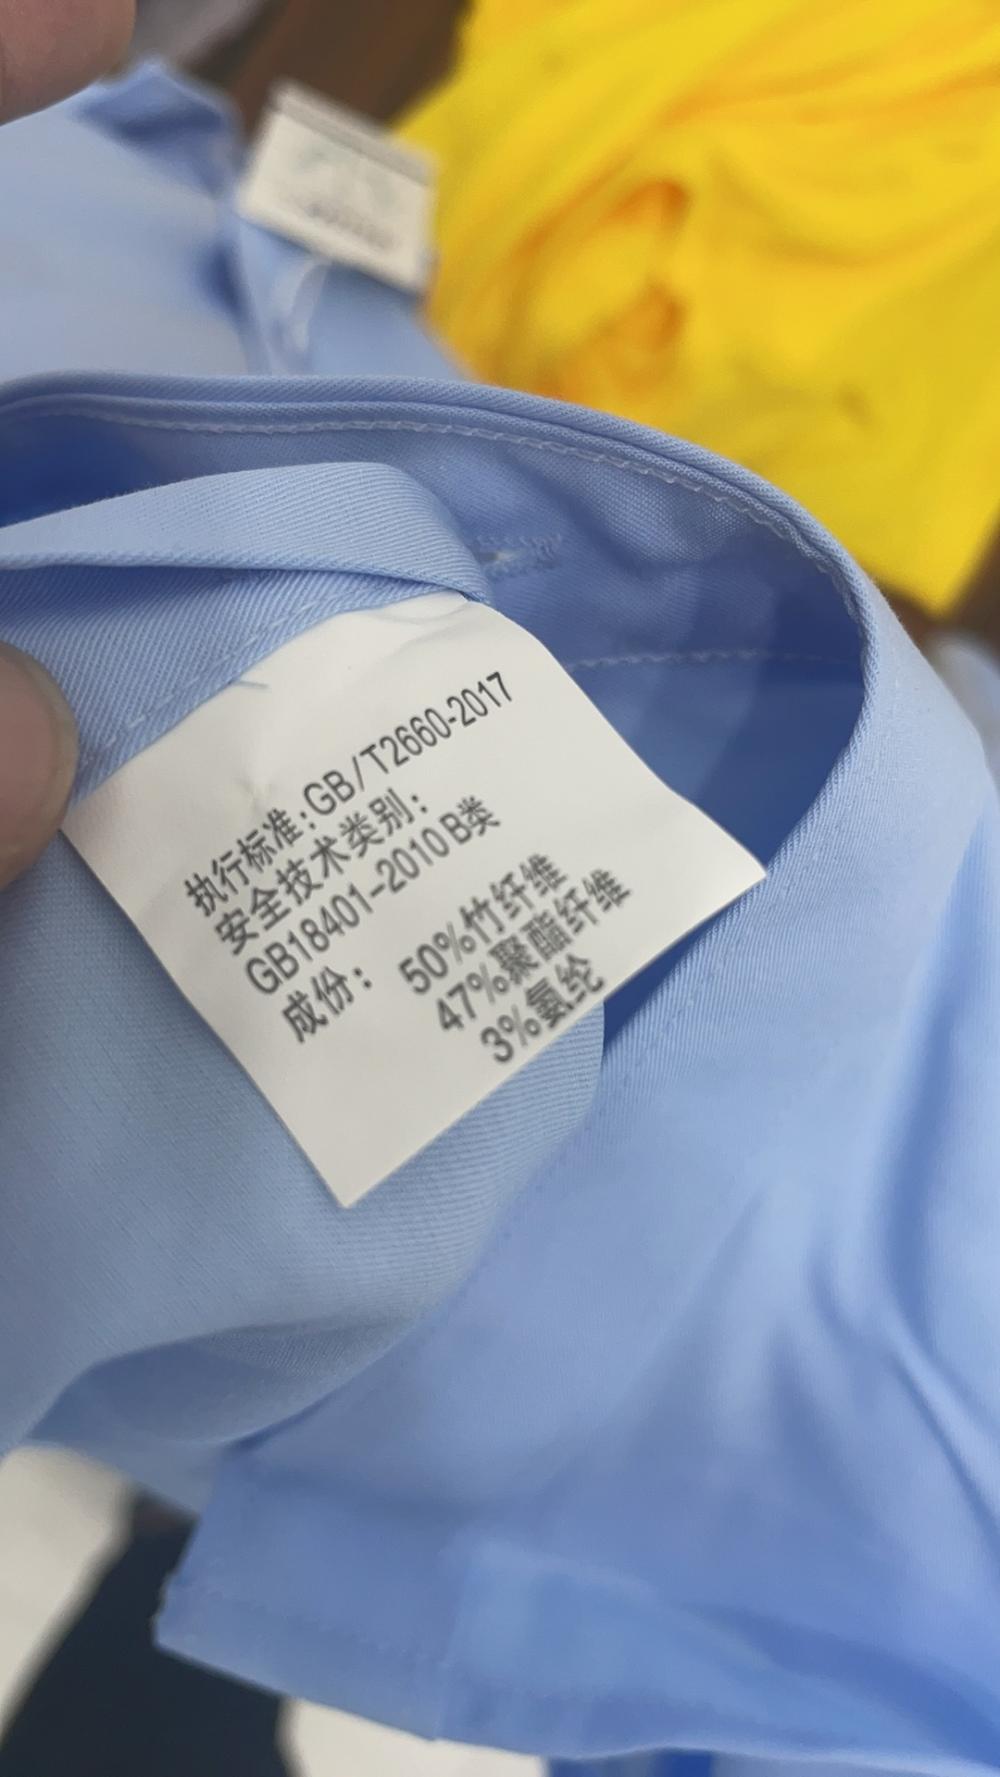 执行标准：GB/T2660-2017
安全技术类别：
GB18401-2010 B类
成份： 50%竹纤维
47%聚酯纤维
3%氨纶